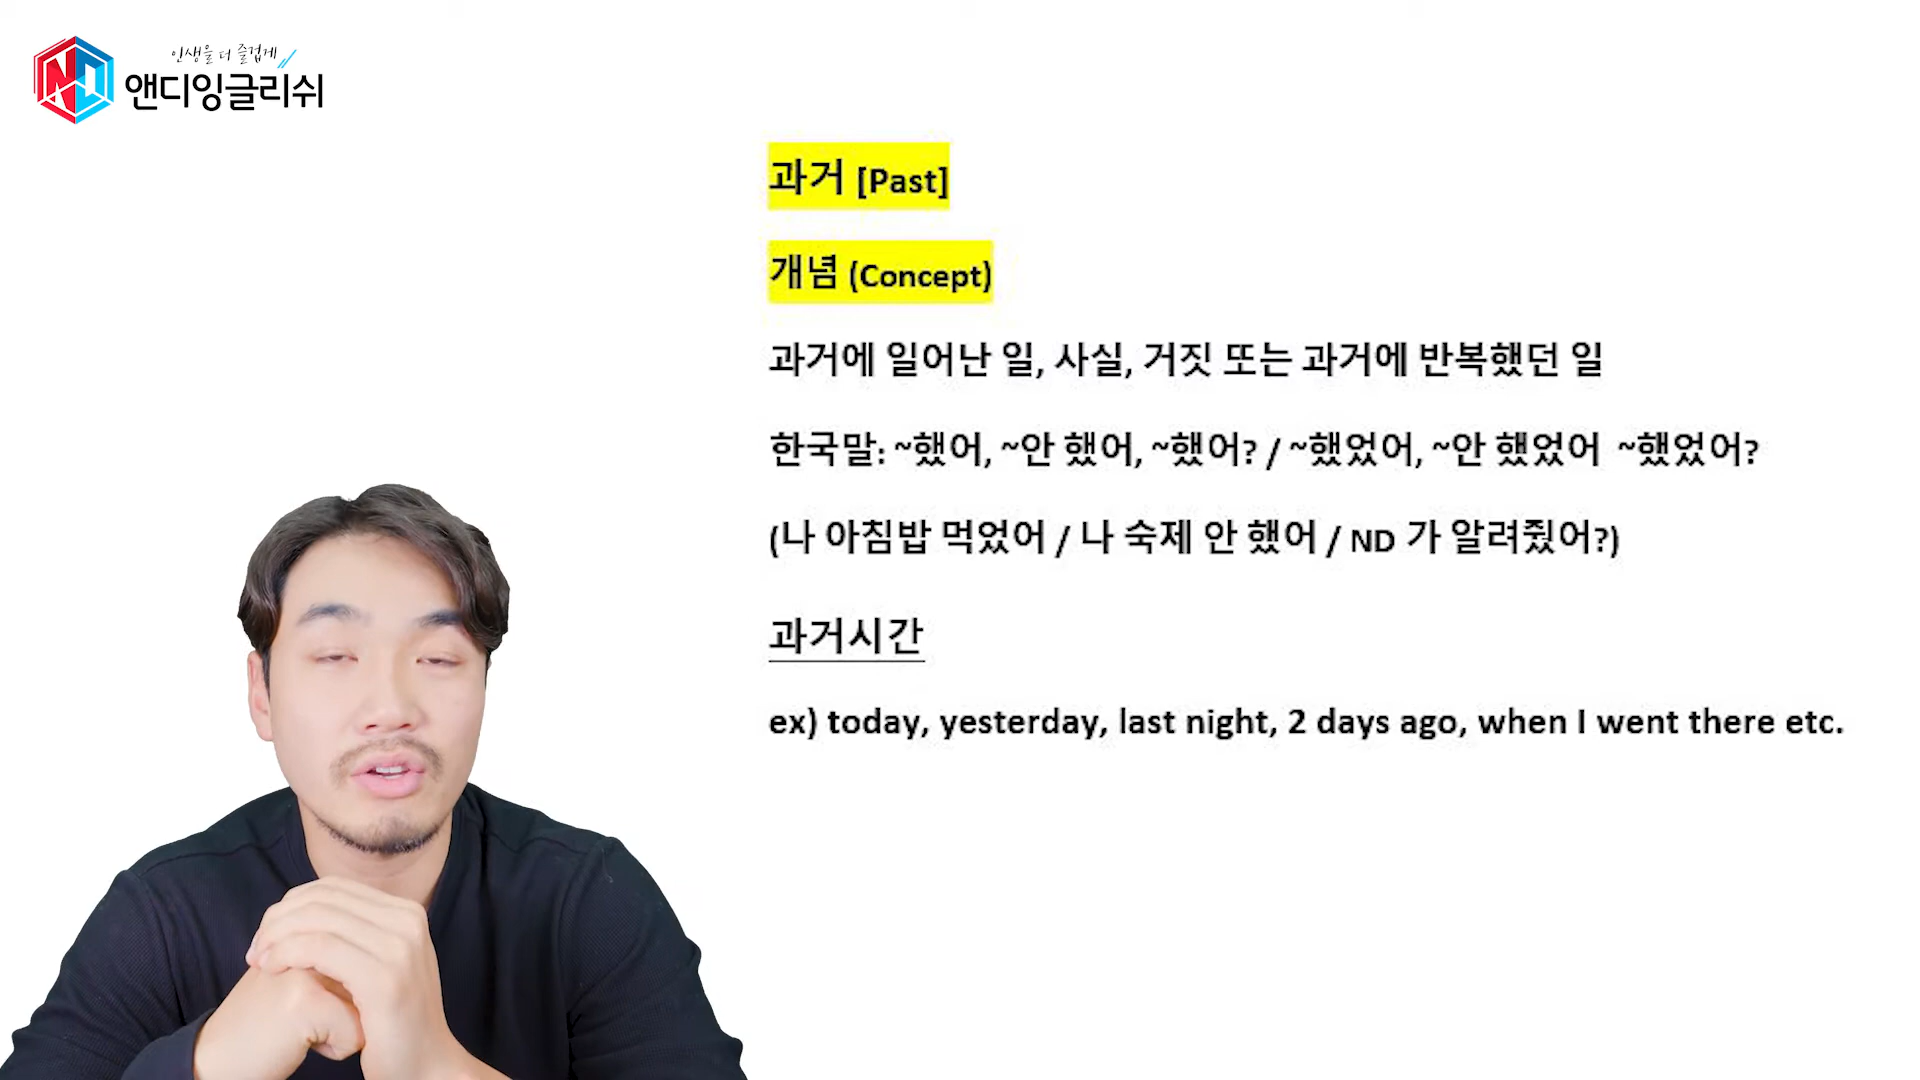 인생을 더 즐겁게
앤디잉글리쉬
과거 [Past]
개념 (Concept)
과거에 일어난 일, 사실, 거짓 또는 과거에 반복했던 일
한국말: ~했어, ~안 했어, ~했어? / ~했었어, ~안 했었어 ~했었어?
(나 아침밥 먹었어 / 나 숙제 안 했어 / ND 가 알려줬어?)
과거시간
ex) today, yesterday, last night, 2 days ago, when I went there etc.